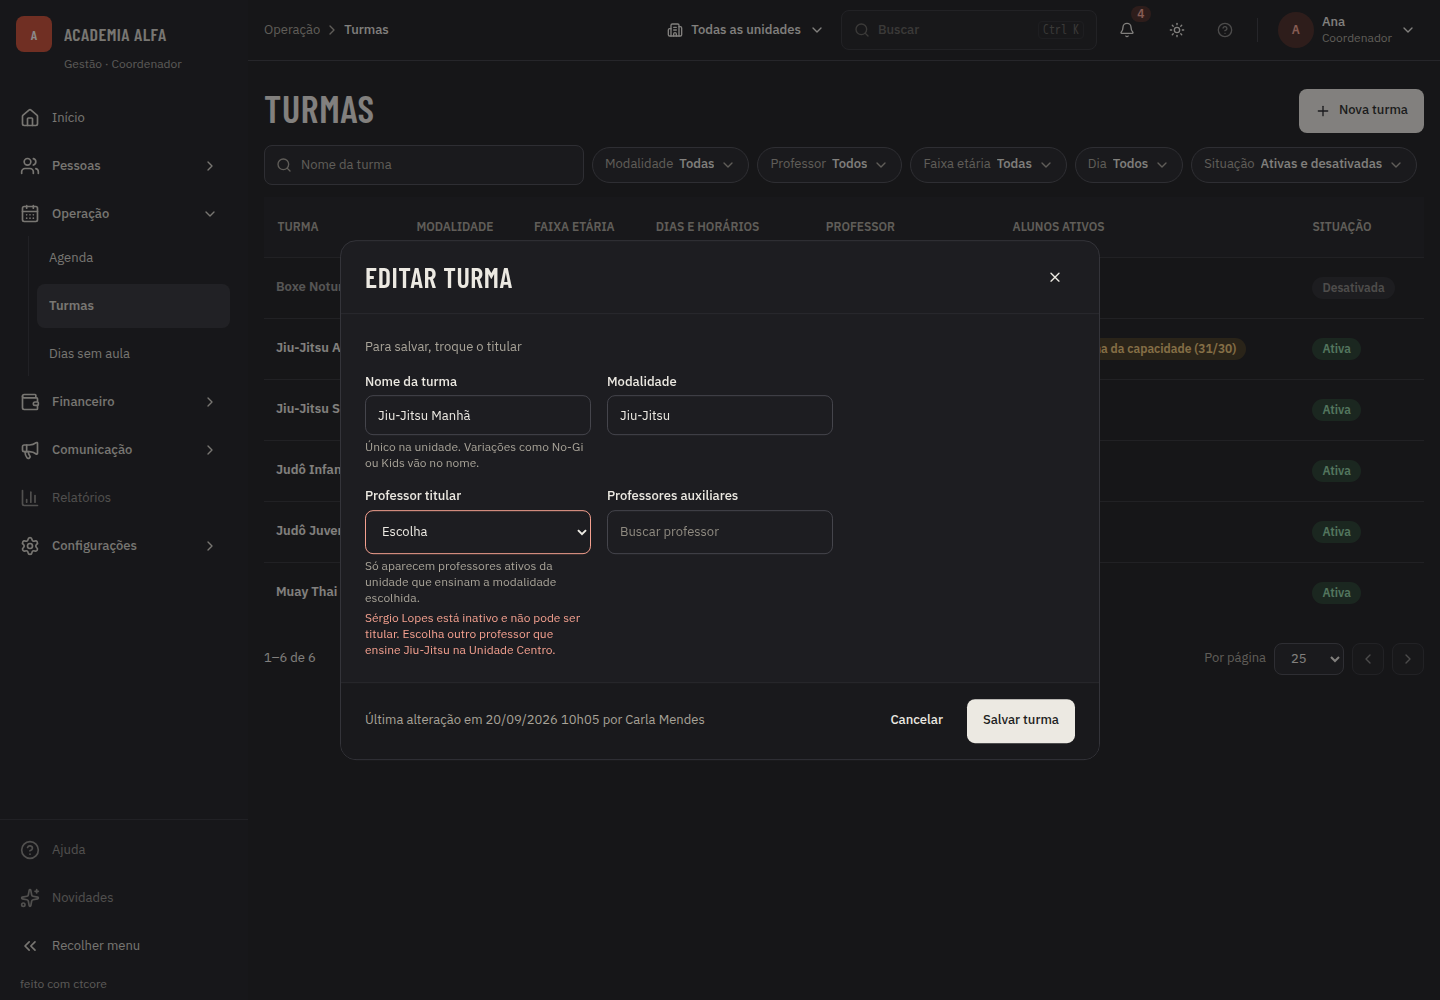 A
ACADEMIA ALFA
Gestão · Coordenador
Início
Pessoas
Operação
Agenda
Turmas
Dias sem aula
Financeiro
Comunicação
Relatórios
Configurações
Ajuda
Novidades
Recolher menu
feito com ctcore
Operação > Turmas
Todas as unidades
Buscar
Ctrl K
4
A
Ana
Coordenador
TURMAS
Nova turma
Nome da turma
Modalidade Todas
Professor Todos
Faixa etária Todas
Dia Todos
Situação Ativas e desativadas
TURMA MODALIDADE FAIXA ETÁRIA DIAS E HORÁRIOS PROFESSOR ALUNOS ATIVOS SITUAÇÃO
Boxe Notu Desativada
Jiu-Jitsu A a da capacidade (31/30) Ativa
Jiu-Jitsu S Ativa
Judô Infan Ativa
Judô Juve Ativa
Muay Thai Ativa
1–6 de 6
Por página 25
EDITAR TURMA
Para salvar, troque o titular
Nome da turma
Jiu-Jitsu Manhã
Único na unidade. Variações como No-Gi
ou Kids vão no nome.
Modalidade
Jiu-Jitsu
Professor titular
Escolha
Só aparecem professores ativos da
unidade que ensinam a modalidade
escolhida.
Sérgio Lopes está inativo e não pode ser
titular. Escolha outro professor que
ensine Jiu-Jitsu na Unidade Centro.
Professores auxiliares
Buscar professor
Última alteração em 20/09/2026 10h05 por Carla Mendes
Cancelar
Salvar turma